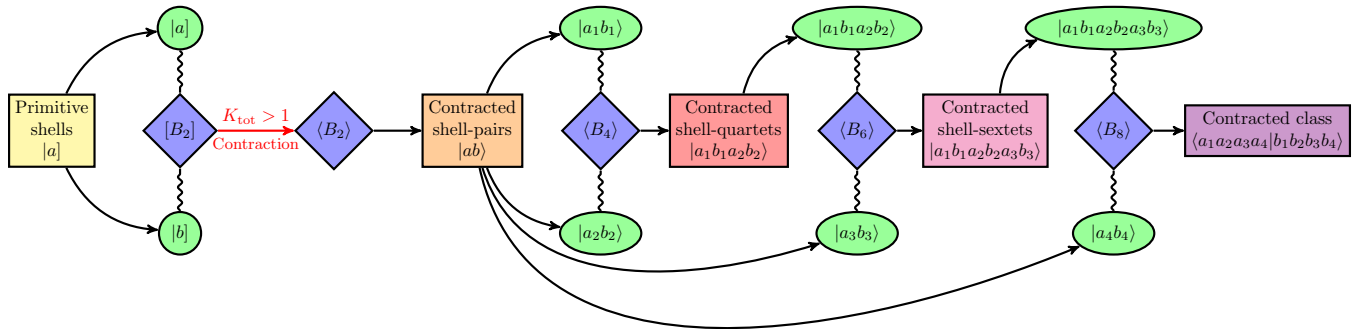 Primitive
shells
|a]
|a]
[B₂]
|b]
K_tot > 1
Contraction
⟨B₂⟩
Contracted
shell-pairs
|ab⟩
|a₁b₁⟩
⟨B₄⟩
|a₂b₂⟩
Contracted
shell-quartets
|a₁b₁a₂b₂⟩
|a₁b₁a₂b₂⟩
⟨B₆⟩
|a₃b₃⟩
Contracted
shell-sextets
|a₁b₁a₂b₂a₃b₃⟩
|a₁b₁a₂b₂a₃b₃⟩
⟨B₈⟩
|a₄b₄⟩
Contracted class
⟨a₁a₂a₃a₄|b₁b₂b₃b₄⟩